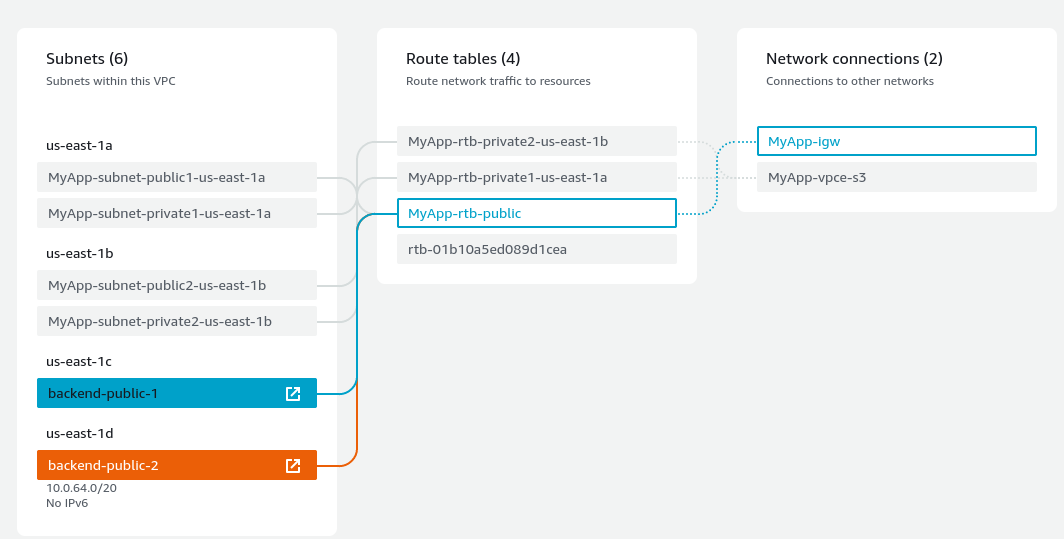 Subnets (6)
Subnets within this VPC
us-east-1a
MyApp-subnet-public1-us-east-1a
MyApp-subnet-private1-us-east-1a
us-east-1b
MyApp-subnet-public2-us-east-1b
MyApp-subnet-private2-us-east-1b
us-east-1c
backend-public-1
us-east-1d
backend-public-2
10.0.64.0/20
No IPv6
Route tables (4)
Route network traffic to resources
MyApp-rtb-private2-us-east-1b
MyApp-rtb-private1-us-east-1a
MyApp-rtb-public
rtb-01b10a5ed089d1cea
Network connections (2)
Connections to other networks
MyApp-igw
MyApp-vpce-s3